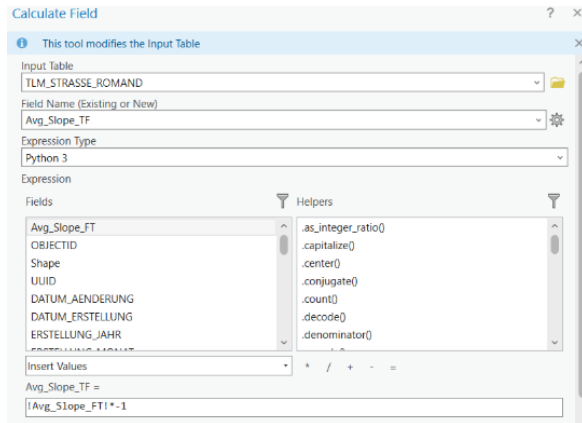 Calculate Field ? ×
This tool modifies the Input Table ×
Input Table
TLM_STRASSE_ROMAND
Field Name (Existing or New)
Avg_Slope_TF
Expression Type
Python 3
Expression
Fields
Avg_Slope_FT
OBJECTID
Shape
UUID
DATUM_AENDERUNG
DATUM_ERSTELLUNG
ERSTELLUNG_JAHR
Helpers
.as_integer_ratio()
.capitalize()
.center()
.conjugate()
.count()
.decode()
.denominator()
Insert Values
* / + - =
Avg_Slope_TF =
!Avg_Slope_FT!*-1